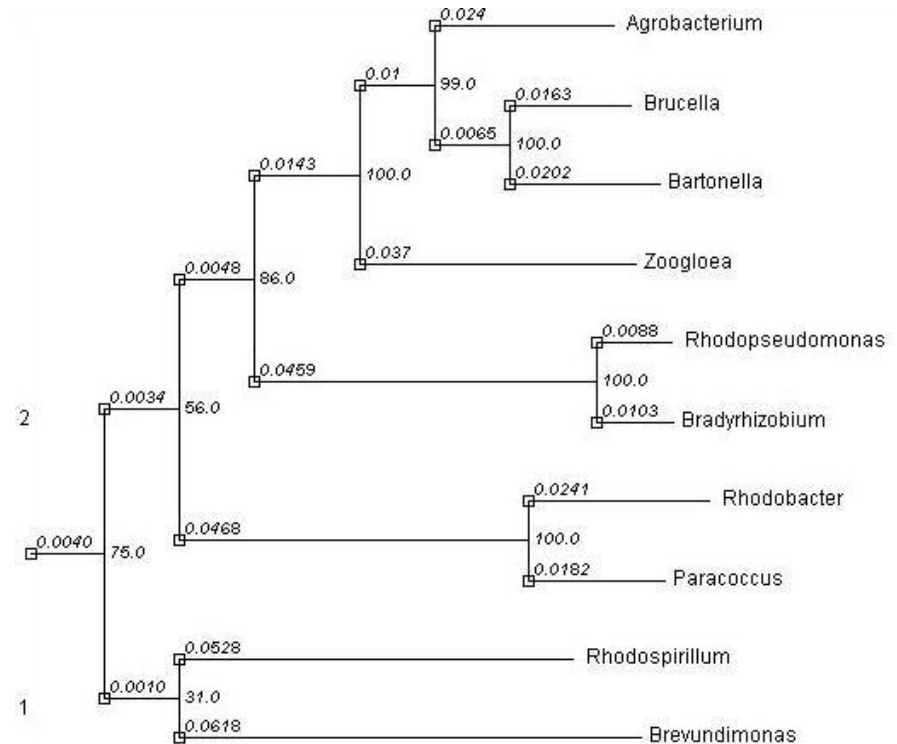 0.024 Agrobacterium
0.01
99.0
0.0163 Brucella
0.0065
100.0
0.0143
100.0
0.0202 Bartonella
0.037 Zoogloea
0.0048
86.0
0.0088 Rhodopseudomonas
0.0459
100.0
0.0034
2
56.0
0.0103 Bradyrhizobium
0.0241 Rhodobacter
0.0468
100.0
0.0040
75.0
0.0182 Paracoccus
0.0528 Rhodospirillum
0.0010
31.0
1
0.0618 Brevundimonas